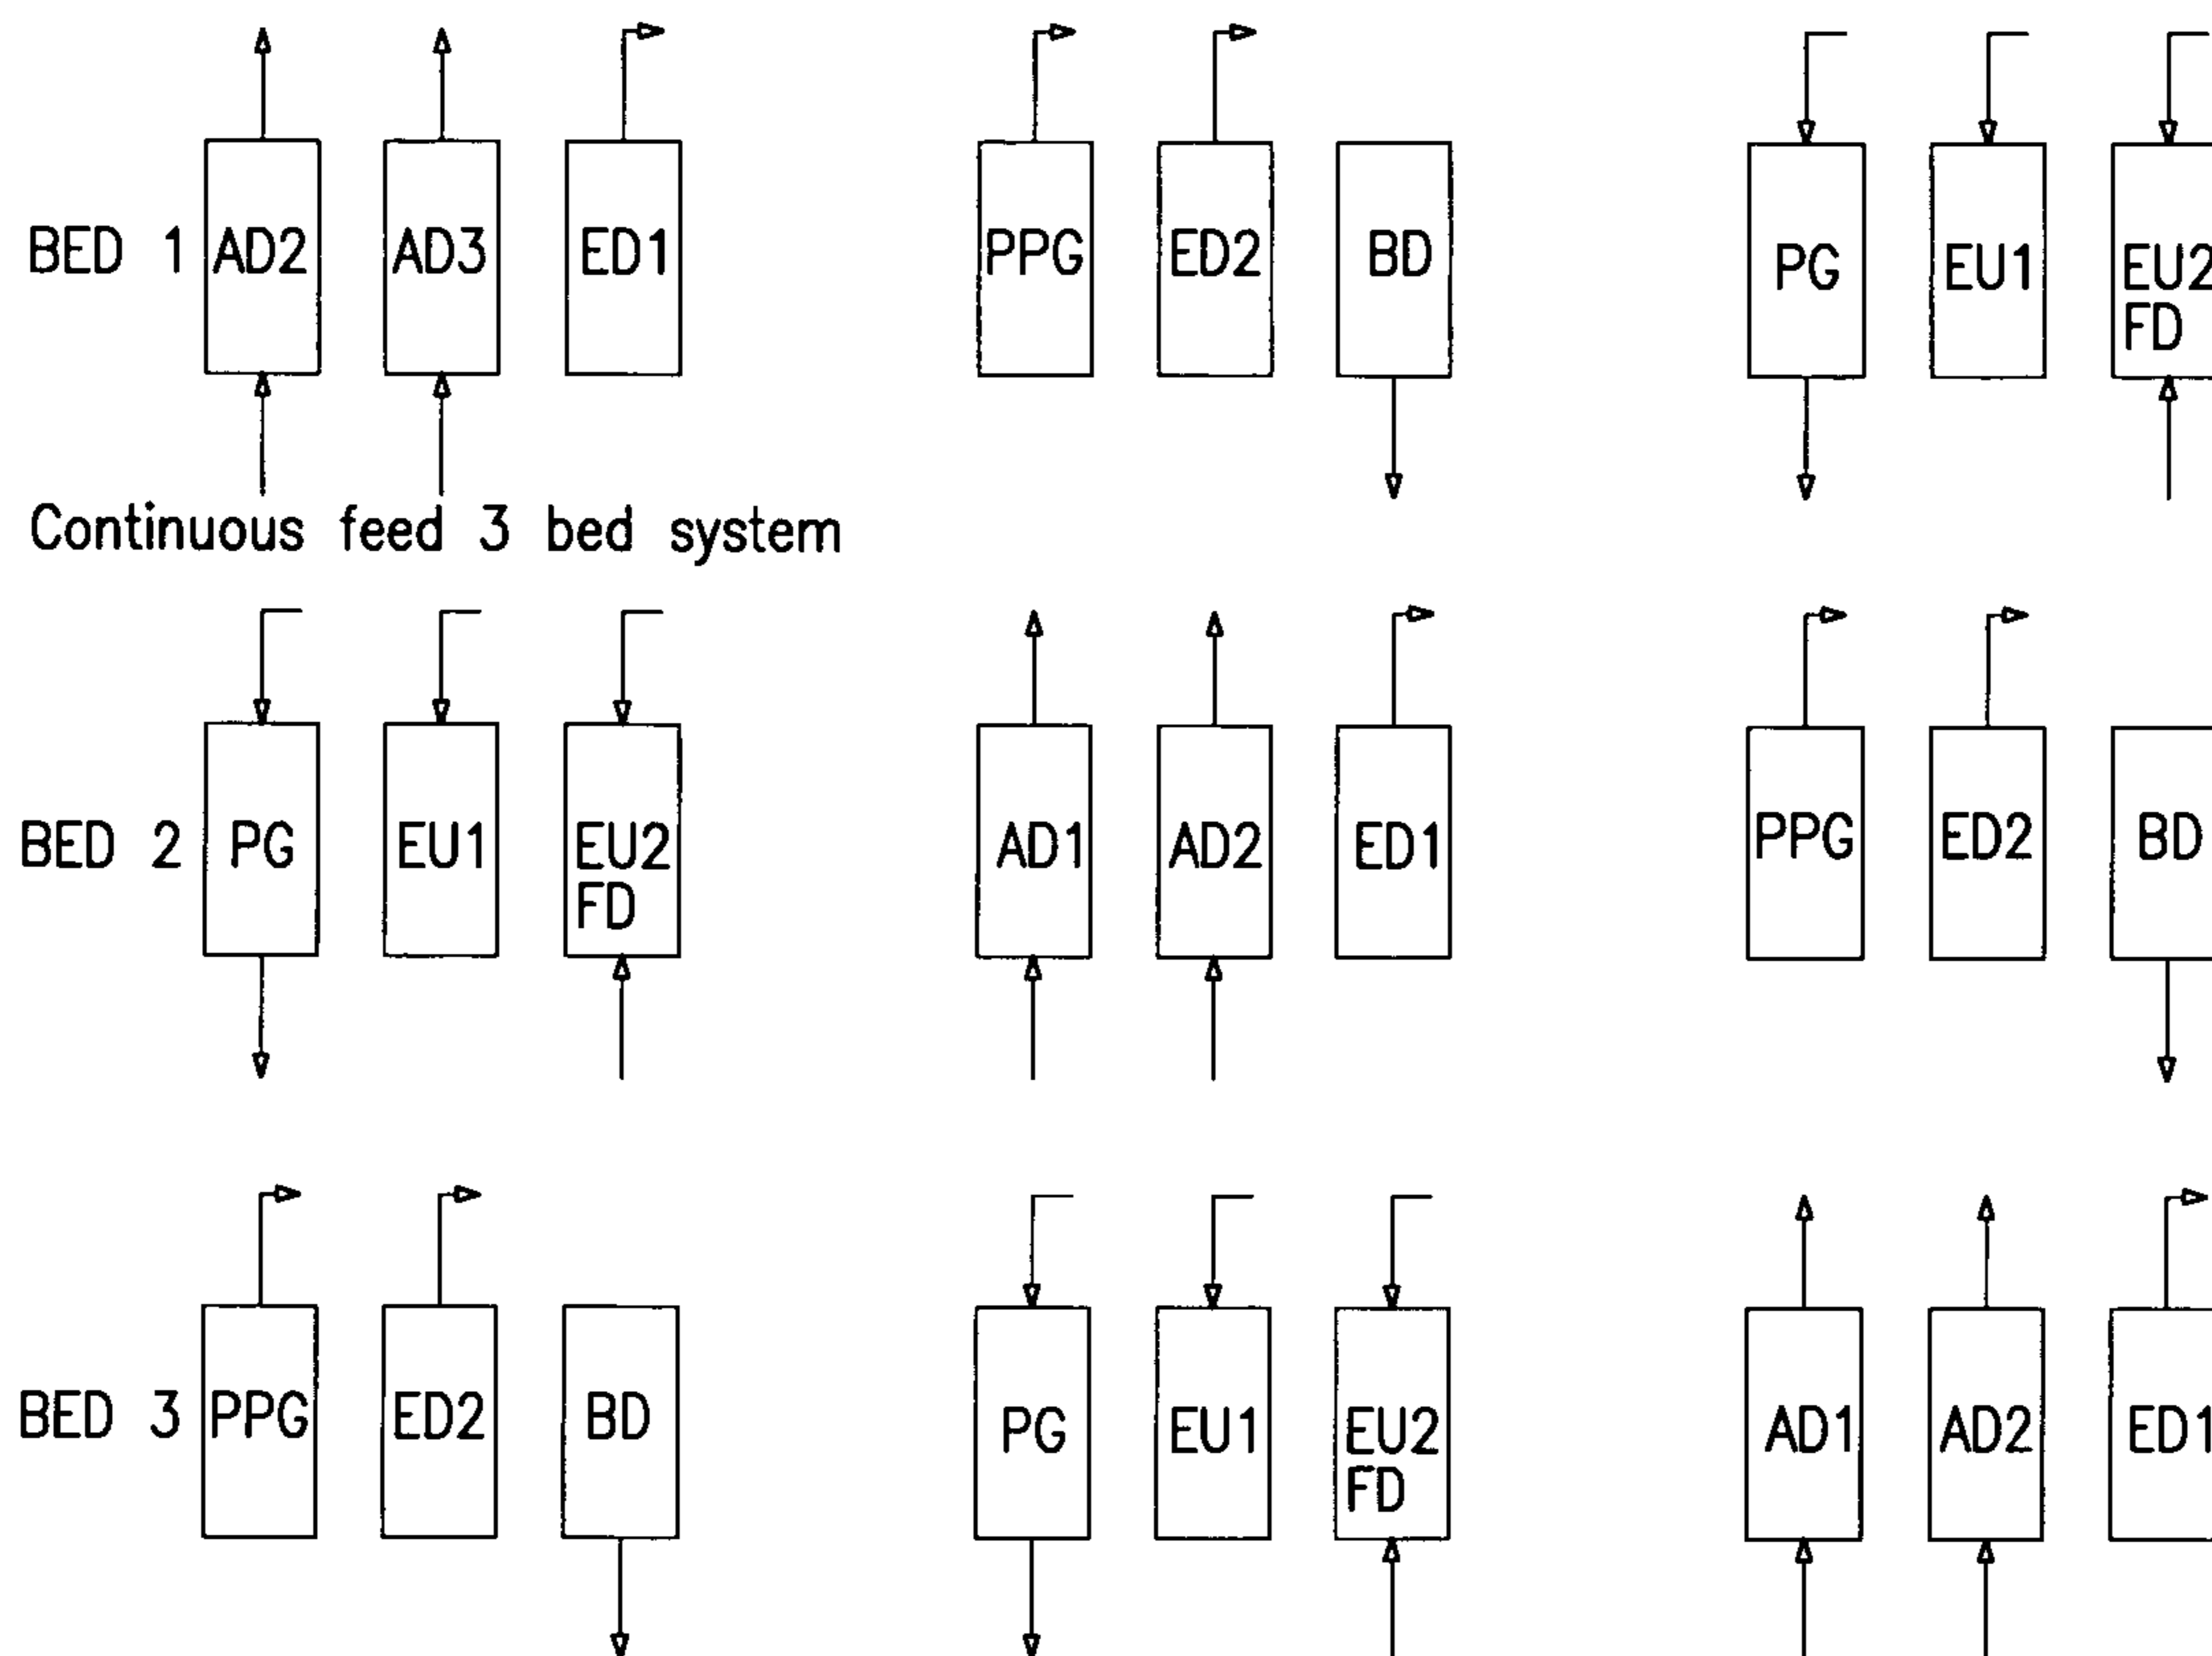 BED 1 AD2 AD3 ED1 PPG ED2 BD PG EU1 EU2
FD
Continuous feed 3 bed system
BED 2 PG EU1 EU2 AD1 AD2 ED1 PPG ED2 BD
FD
BED 3 PPG ED2 BD PG EU1 EU2 AD1 AD2 ED1
FD